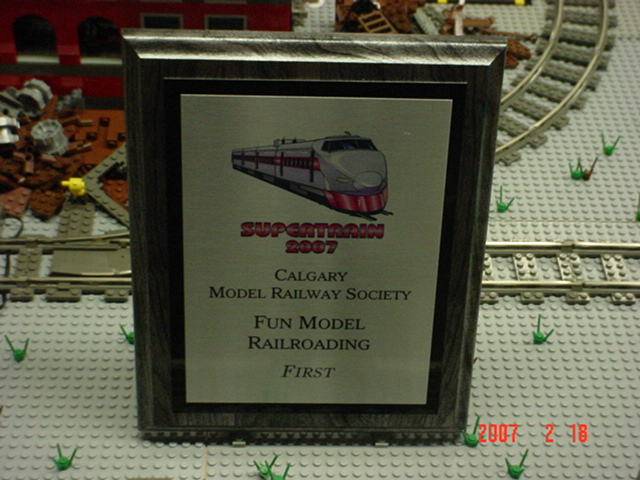 SUPERTRAIN
2007
CALGARY
MODEL RAILWAY SOCIETY
FUN MODEL
RAILROADING
FIRST
2007 2 18